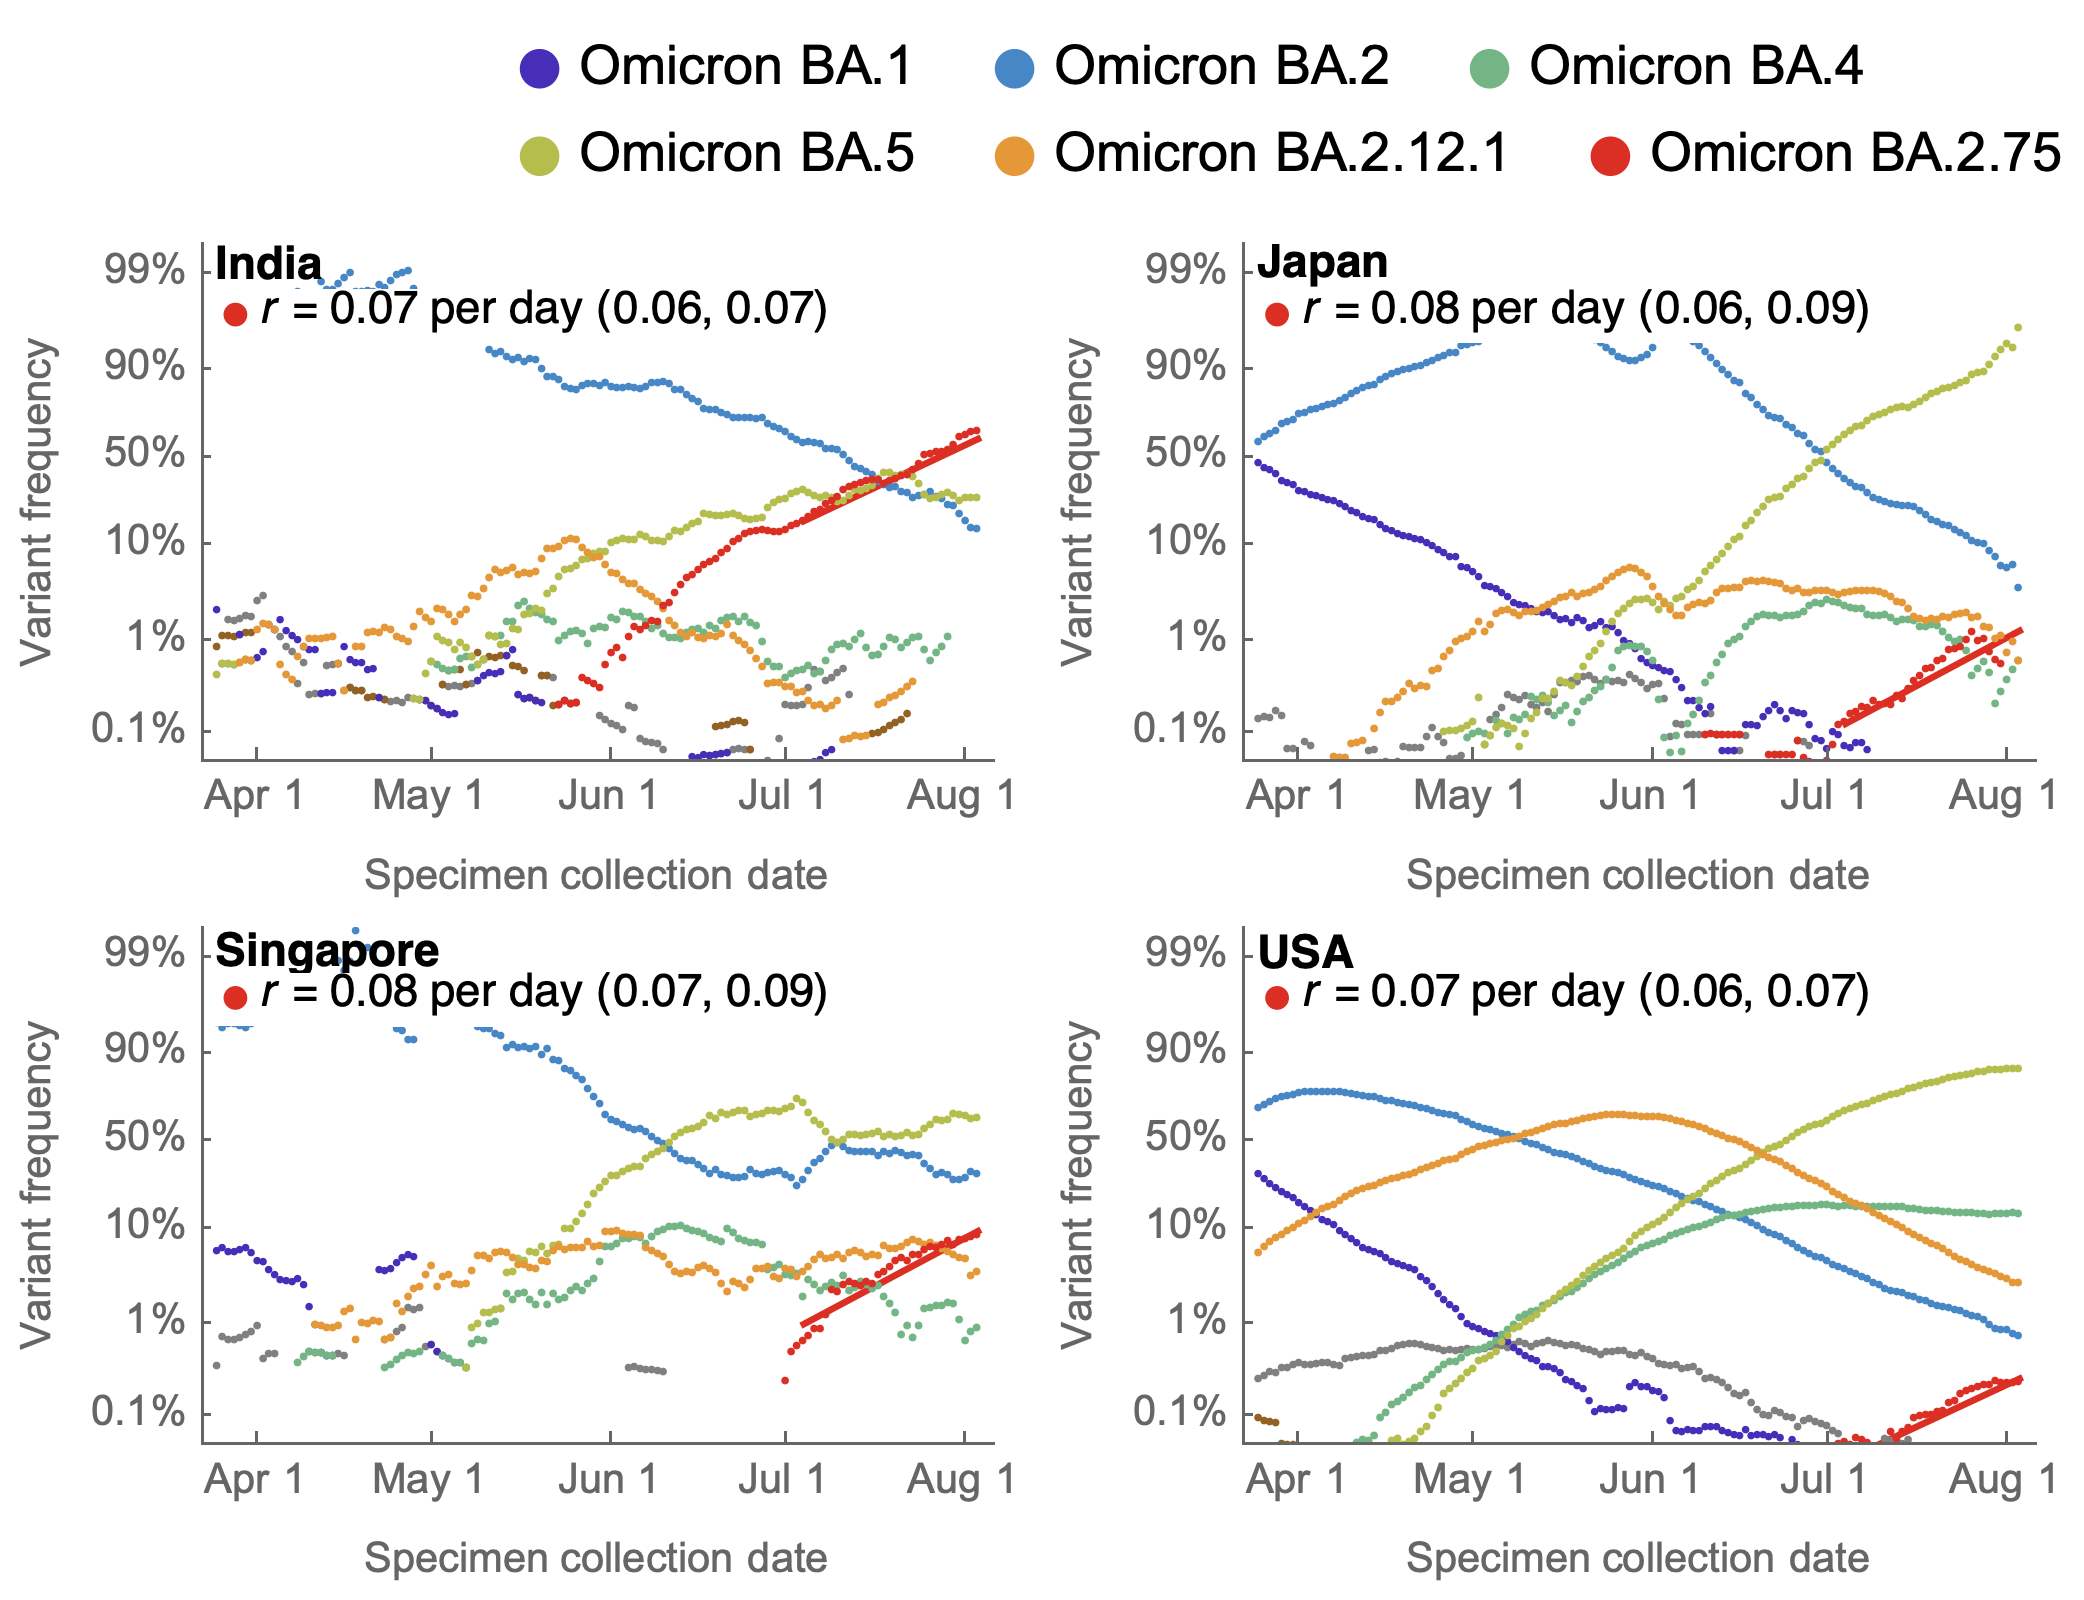 Omicron BA.1 Omicron BA.2 Omicron BA.4
Omicron BA.5 Omicron BA.2.12.1 Omicron BA.2.75
India
r = 0.07 per day (0.06, 0.07)
Variant frequency
99%
90%
50%
10%
1%
0.1%
Apr 1 May 1 Jun 1 Jul 1 Aug 1
Specimen collection date
Japan
r = 0.08 per day (0.06, 0.09)
Variant frequency
99%
90%
50%
10%
1%
0.1%
Apr 1 May 1 Jun 1 Jul 1 Aug 1
Specimen collection date
Singapore
r = 0.08 per day (0.07, 0.09)
Variant frequency
99%
90%
50%
10%
1%
0.1%
Apr 1 May 1 Jun 1 Jul 1 Aug 1
Specimen collection date
USA
r = 0.07 per day (0.06, 0.07)
Variant frequency
99%
90%
50%
10%
1%
0.1%
Apr 1 May 1 Jun 1 Jul 1 Aug 1
Specimen collection date